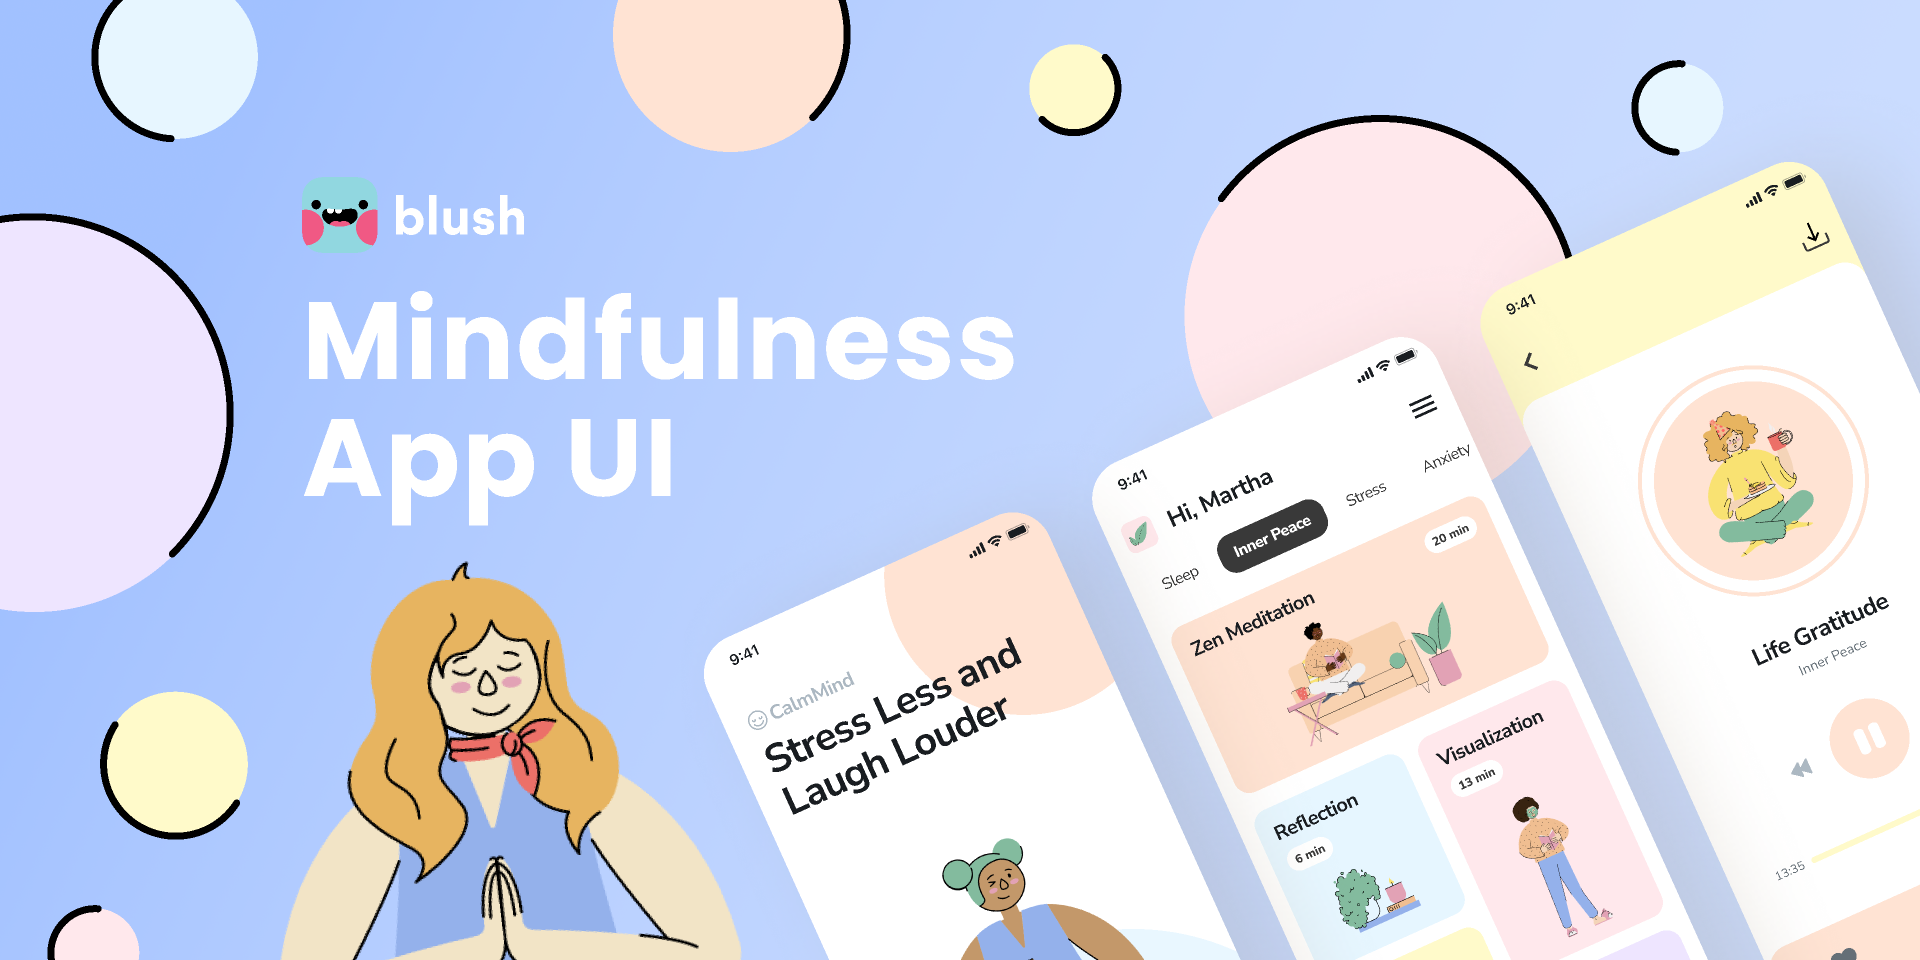 blush
Mindfulness
App UI
9:41
CalmMind
Stress Less and
Laugh Louder
9:41
Hi, Martha
Sleep
Inner Peace
Stress
Anxiety
Zen Meditation
20 min
Reflection
6 min
Visualization
13 min
9:41
Life Gratitude
Inner Peace
13:35